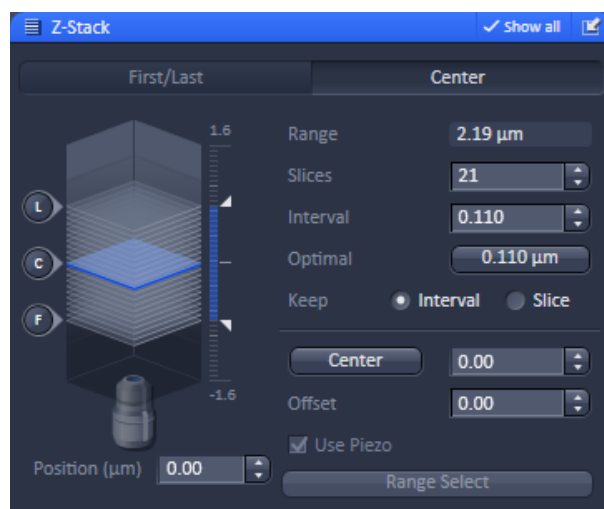 Z-Stack ✓ Show all
First/Last Center
1.6
Range 2.19 µm
Slices 21
L
Interval 0.110
C
Optimal 0.110 µm
Keep Interval Slice
F
Center 0.00
-1.6
Offset 0.00
Use Piezo
Position (µm) 0.00
Range Select